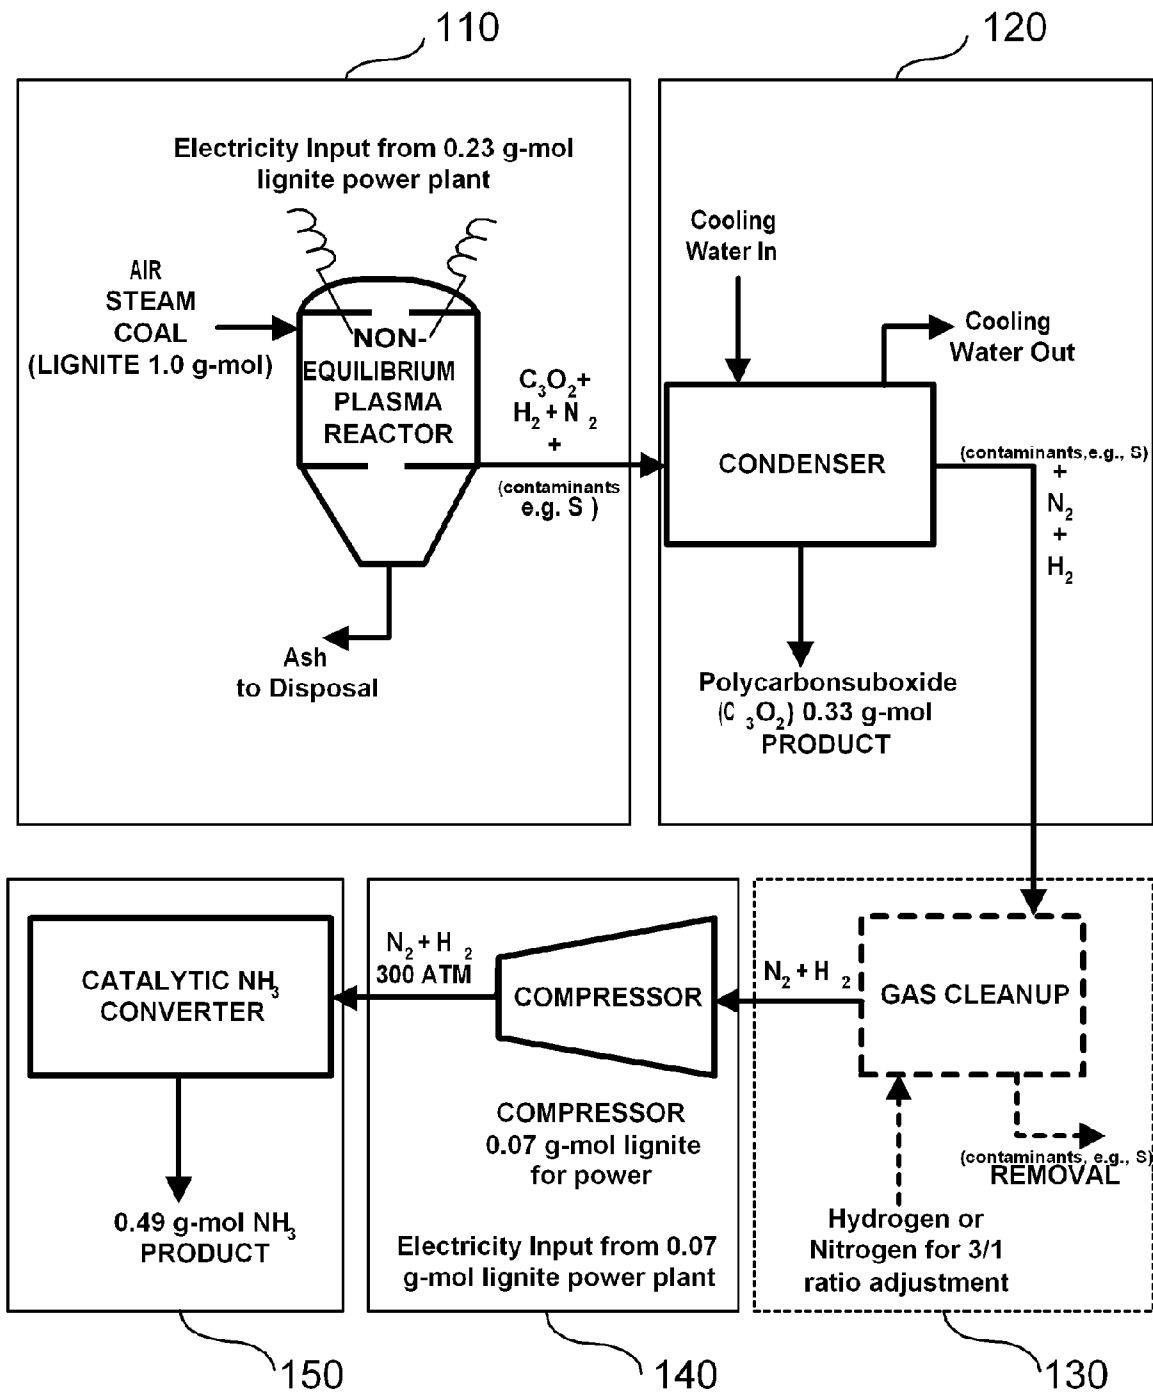 110
120
Electricity Input from 0.23 g-mol
lignite power plant
AIR
STEAM
COAL
(LIGNITE 1.0 g-mol)
NON-
EQUILIBRIUM
PLASMA
REACTOR
C₃O₂+
H₂ + N₂
+
(contaminants
e.g. S )
Ash
to Disposal
Cooling
Water In
Cooling
Water Out
CONDENSER
(contaminants,e.g., S)
+
N₂
+
H₂
Polycarbonsuboxide
(C₃O₂) 0.33 g-mol
PRODUCT
CATALYTIC NH₃
CONVERTER
0.49 g-mol NH₃
PRODUCT
N₂ + H₂
300 ATM
COMPRESSOR
COMPRESSOR
0.07 g-mol lignite
for power
Electricity Input from 0.07
g-mol lignite power plant
N₂ + H₂
GAS CLEANUP
(contaminants, e.g., S)
REMOVAL
Hydrogen or
Nitrogen for 3/1
ratio adjustment
150
140
130